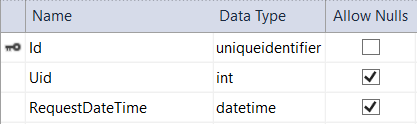 Name Data Type Allow Nulls
Id uniqueidentifier
Uid int
RequestDateTime datetime